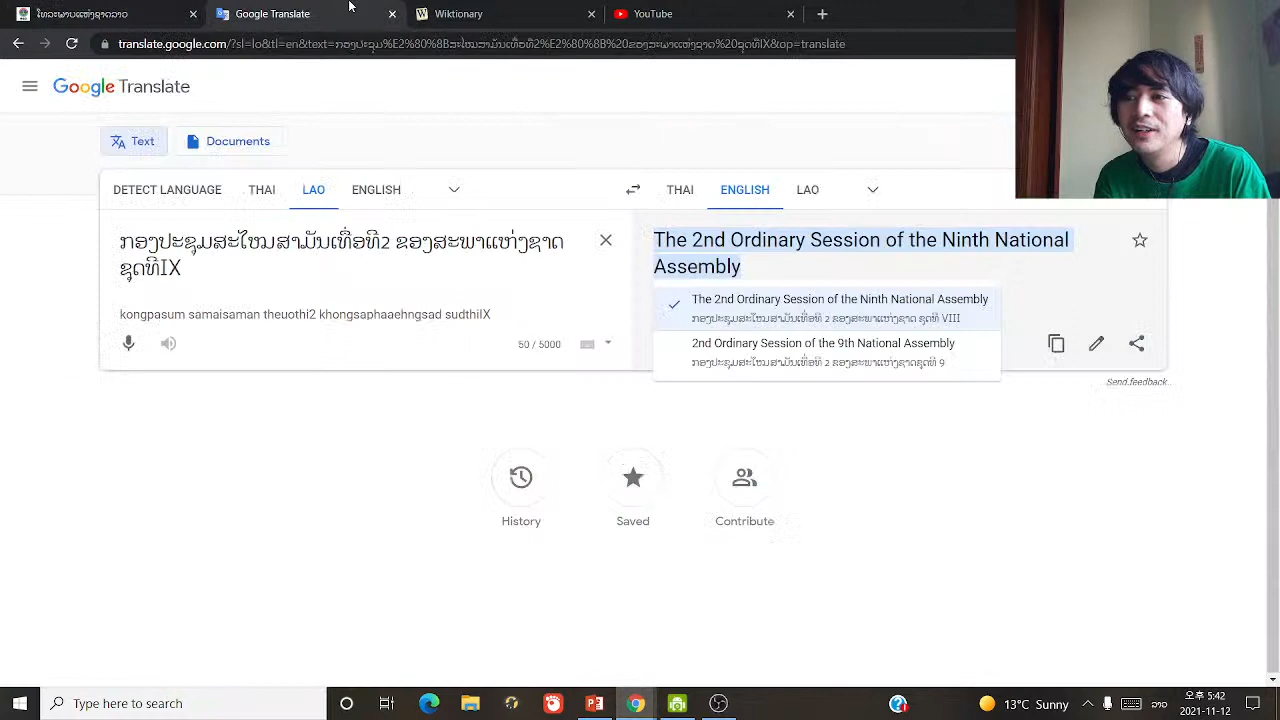 ໂທລະພາບແຫ່ງຊາດລາວ
Google Translate
Wiktionary
YouTube
translate.google.com/?sl=lo&tl=en&text=ກອງປະຊຸມ%E2%80%8Bສະໄໝສາມັນເທື່ອທີ2%E2%80%8B%20ຂອງສະພາແຫ່ງຊາດ%20ຊຸດທີIX&op=translate
Google Translate
Text
Documents
DETECT LANGUAGE THAI LAO ENGLISH
THAI ENGLISH LAO
ກອງປະຊຸມສະໄໝສາມັນເທື່ອທີ2 ຂອງສະພາແຫ່ງຊາດ
ຊຸດທີIX
kongpasum samaisaman theuothi2 khongsaphaaehngsad sudthiIX
50 / 5000
The 2nd Ordinary Session of the Ninth National
Assembly
The 2nd Ordinary Session of the Ninth National Assembly
ກອງປະຊຸມສະໄໝສາມັນເທື່ອທີ 2 ຂອງສະພາແຫ່ງຊາດ ຊຸດທີ VIII
2nd Ordinary Session of the 9th National Assembly
ກອງປະຊຸມສະໄໝສາມັນເທື່ອທີ 2 ຂອງສະພາແຫ່ງຊາດຊຸດທີ 9
Send feedback
History
Saved
Contribute
Type here to search
13°C Sunny
오후 5:42
2021-11-12